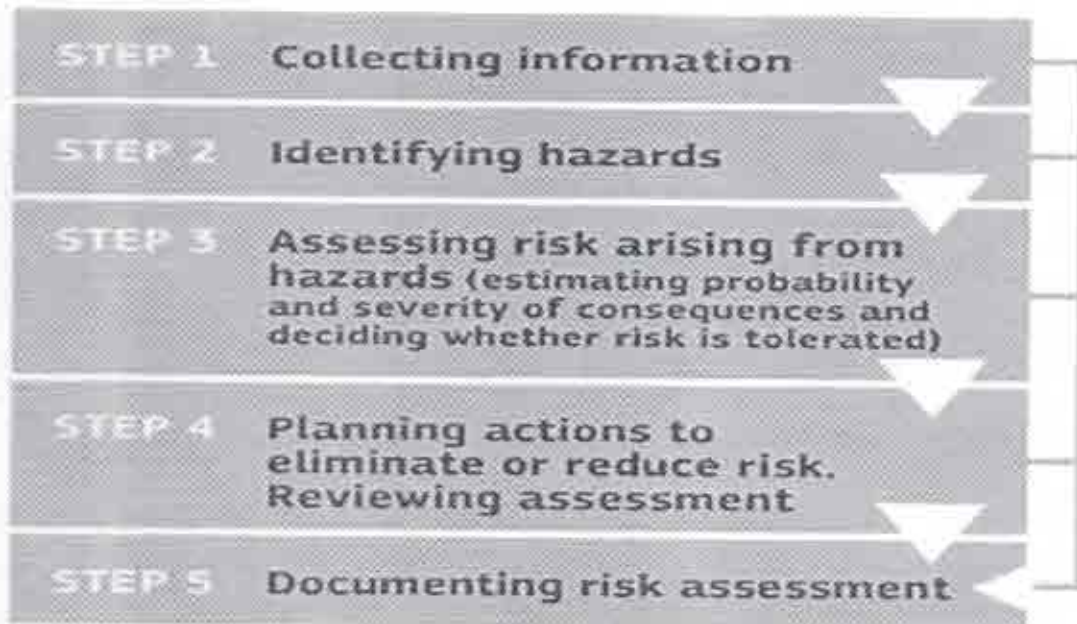 STEP 1 Collecting information
STEP 2 Identifying hazards
STEP 3 Assessing risk arising from
hazards (estimating probability
and severity of consequences and
deciding whether risk is tolerated)
STEP 4 Planning actions to
eliminate or reduce risk.
Reviewing assessment
STEP 5 Documenting risk assessment